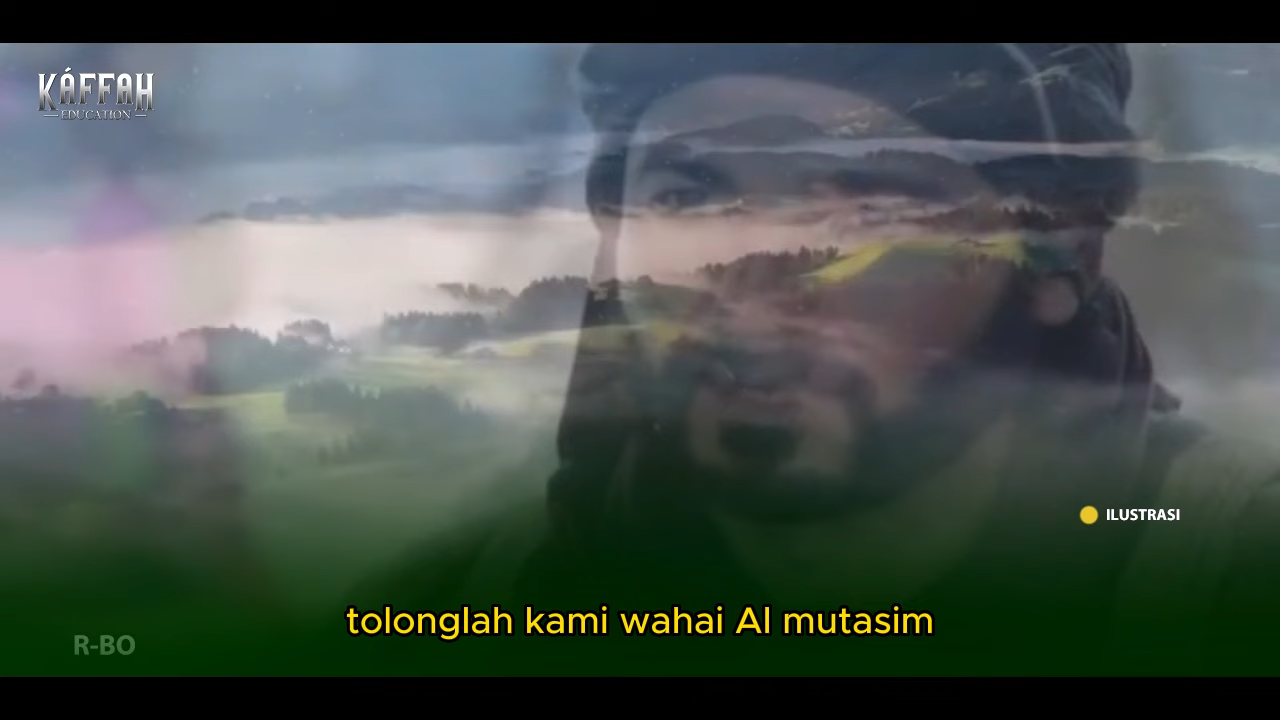 KÁFFAH
EDUCATION
ILUSTRASI
tolonglah kami wahai Al mutasim
R-BO